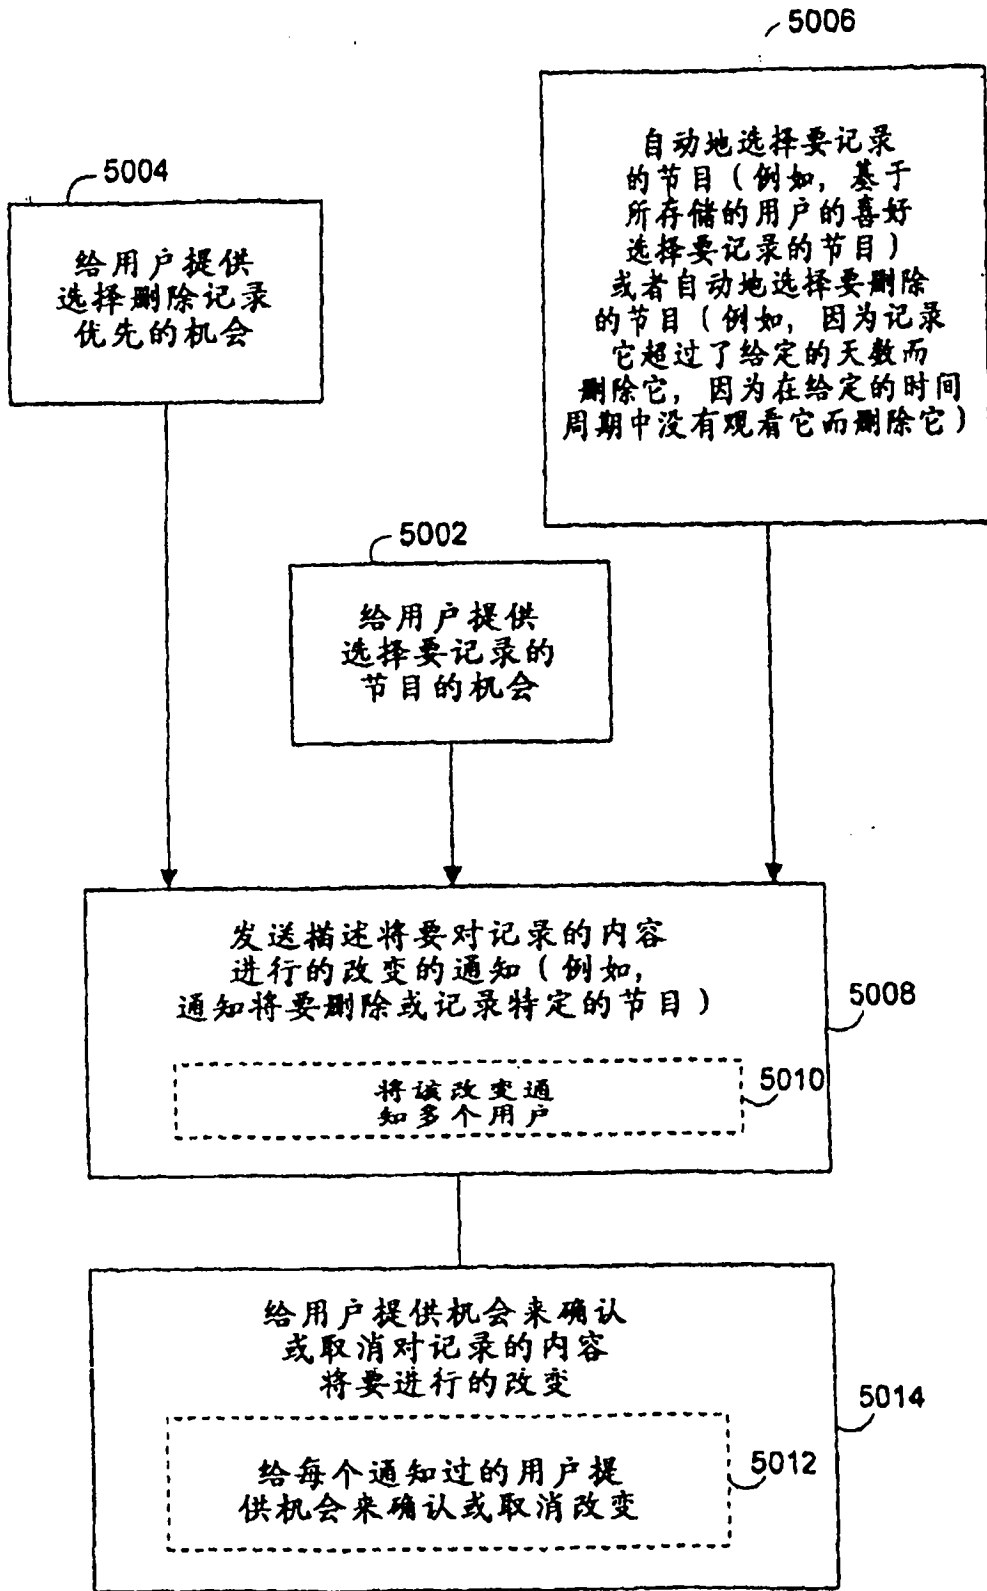 5006
自动地选择要记录
的节目（例如，基于
所存储的用户的喜好
选择要记录的节目）
或者自动地选择要删除
的节目（例如，因为记录
它超过了给定的天数而
删除它，因为在给定的时间
周期中没有观看它而删除它）
5004
给用户提供
选择删除记录
优先的机会
5002
给用户提供
选择要记录的
节目的机会
发送描述将要对记录的内容
进行的改变的通知（例如，
通知将要删除或记录特定的节目）
5008
将该改变通
知多个用户
5010
给用户提供机会来确认
或取消对记录的内容
将要进行的改变
5014
给每个通知过的用户提
供机会来确认或取消改变
5012